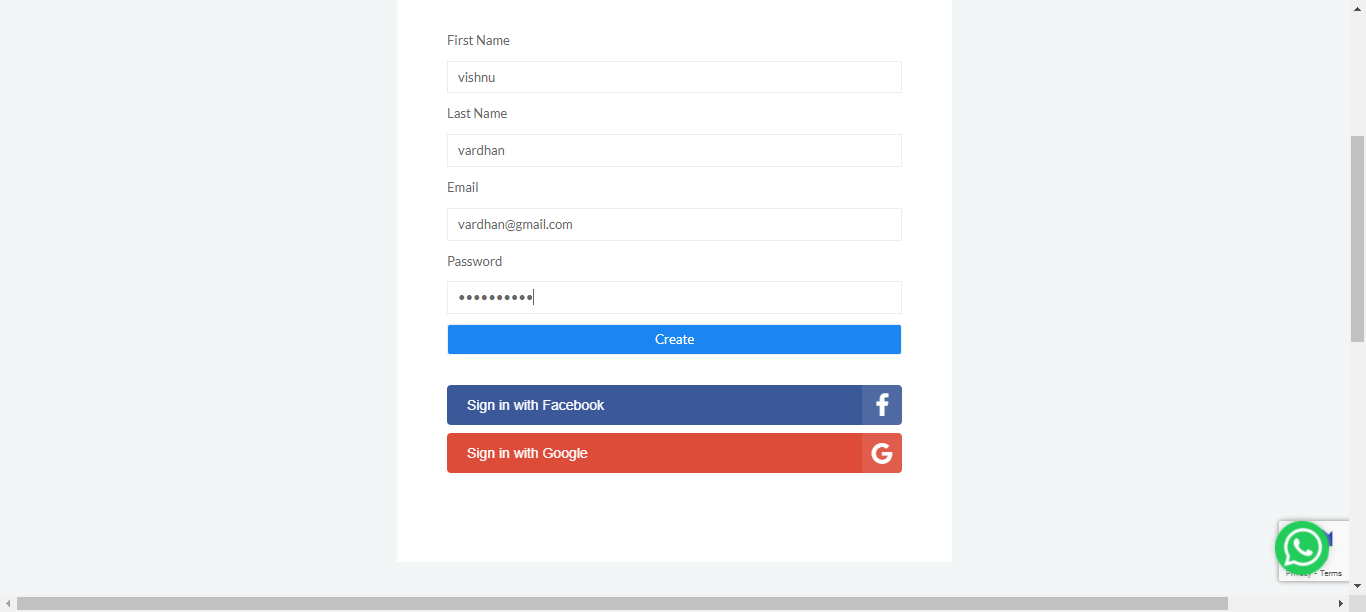 First Name
vishnu
Last Name
vardhan
Email
vardhan@gmail.com
Password
••••••••••
Create
Sign in with Facebook
Sign in with Google
Privacy - Terms